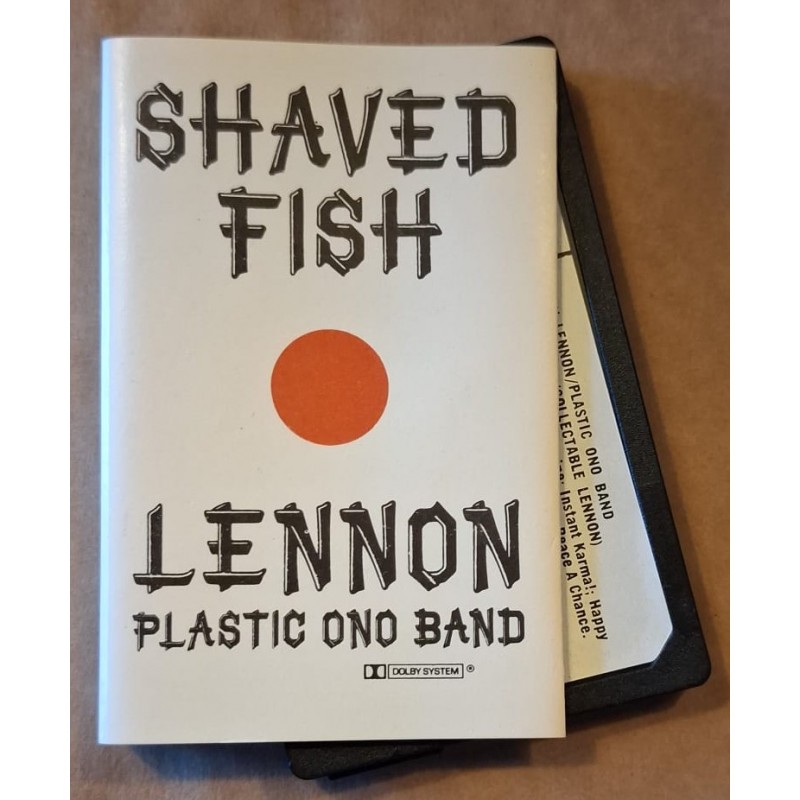 SHAVED
FISH
LENNON
PLASTIC ONO BAND
DOLBY SYSTEM ®
LENNON/PLASTIC ONO BAND
COLLECTABLE LENNON)
Instant Karma!; Happy
Peace A Chance.